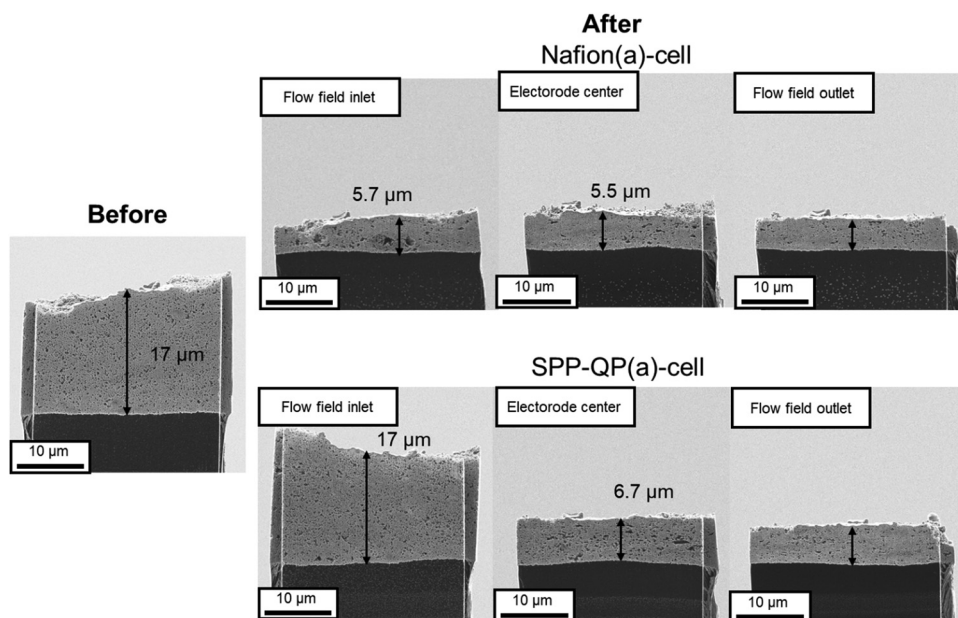 After
Nafion(a)-cell
Flow field inlet
Electorode center
Flow field outlet
5.7 µm
5.5 µm
10 µm
10 µm
10 µm
Before
17 µm
10 µm
SPP-QP(a)-cell
Flow field inlet
Electorode center
Flow field outlet
17 µm
6.7 µm
10 µm
10 µm
10 µm